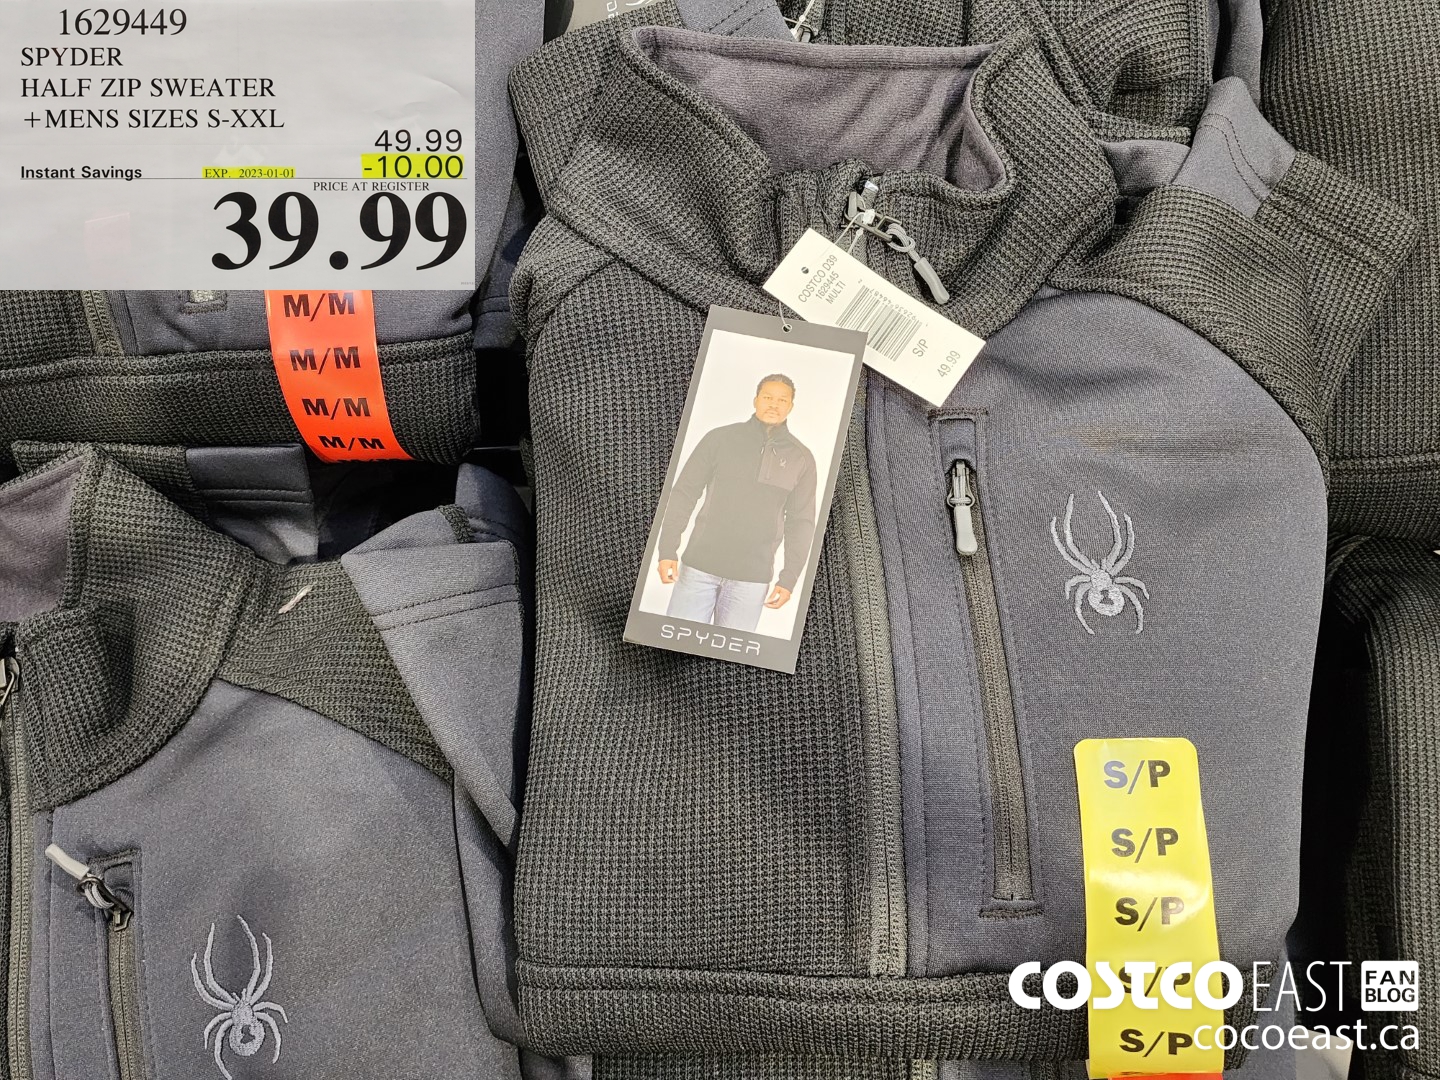 1629449
SPYDER
HALF ZIP SWEATER
+MENS SIZES S-XXL
49.99
Instant Savings EXP. 2023-01-01 -10.00
PRICE AT REGISTER
39.99
M/M
M/M
M/M
M/M
COSTCO D39
1629445
MULTI
S/P
49.99
SPYDER
S/P
S/P
S/P
S/P
S/P
COSTCO EAST FAN BLOG
cocoeast.ca